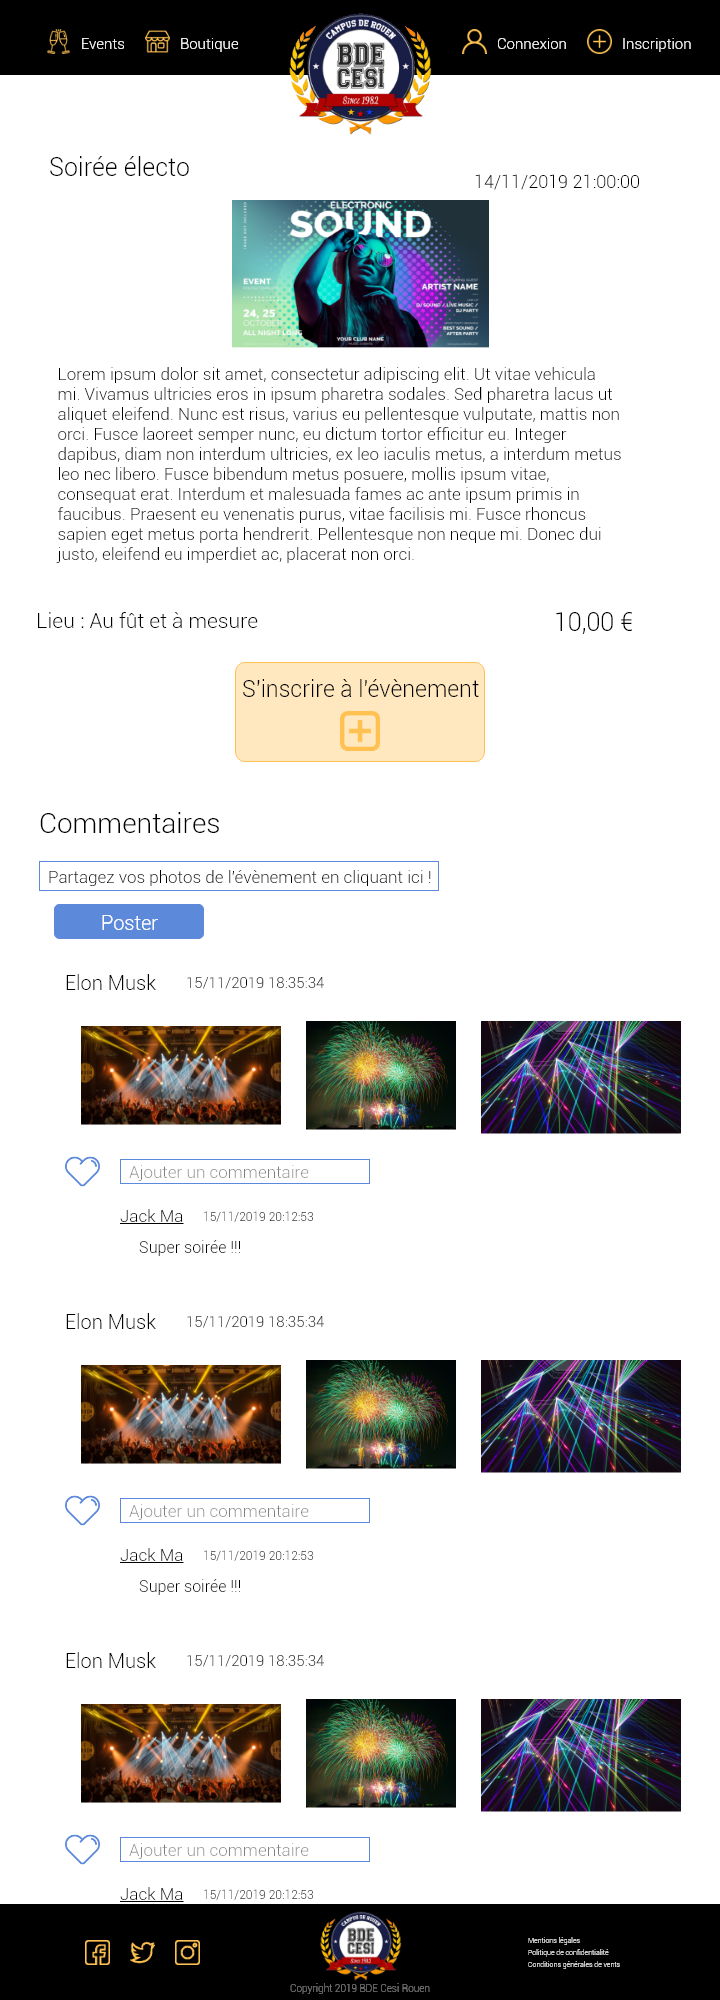 Events
Boutique
CAMPUS DE ROUEN
BDE
CESI
Since 1982
Connexion
Inscription
Soirée électo
14/11/2019 21:00:00
ELECTRONIC
SOUND
EVENT
24, 25
OCTOBER
ALL NIGHT LONG
ARTIST NAME
DJ SOUND / LIVE MUSIC /
DJ PARTY
BEST SOUND /
AFTER PARTY
YOUR CLUB NAME
Lorem ipsum dolor sit amet, consectetur adipiscing elit. Ut vitae vehicula
mi. Vivamus ultricies eros in ipsum pharetra sodales. Sed pharetra lacus ut
aliquet eleifend. Nunc est risus, varius eu pellentesque vulputate, mattis non
orci. Fusce laoreet semper nunc, eu dictum tortor efficitur eu. Integer
dapibus, diam non interdum ultricies, ex leo iaculis metus, a interdum metus
leo nec libero. Fusce bibendum metus posuere, mollis ipsum vitae,
consequat erat. Interdum et malesuada fames ac ante ipsum primis in
faucibus. Praesent eu venenatis purus, vitae facilisis mi. Fusce rhoncus
sapien eget metus porta hendrerit. Pellentesque non neque mi. Donec dui
justo, eleifend eu imperdiet ac, placerat non orci.
Lieu : Au fût et à mesure
10,00 €
S'inscrire à l'évènement
Commentaires
Partagez vos photos de l'évènement en cliquant ici !
Poster
Elon Musk
15/11/2019 18:35:34
Ajouter un commentaire
Jack Ma
15/11/2019 20:12:53
Super soirée !!!
Elon Musk
15/11/2019 18:35:34
Ajouter un commentaire
Jack Ma
15/11/2019 20:12:53
Super soirée !!!
Elon Musk
15/11/2019 18:35:34
Ajouter un commentaire
Jack Ma
15/11/2019 20:12:53
CAMPUS DE ROUEN
BDE
CESI
Since 1982
Copyright 2019 BDE Cesi Rouen
Mentions légales
Politique de confidentialité
Conditions générales de vents